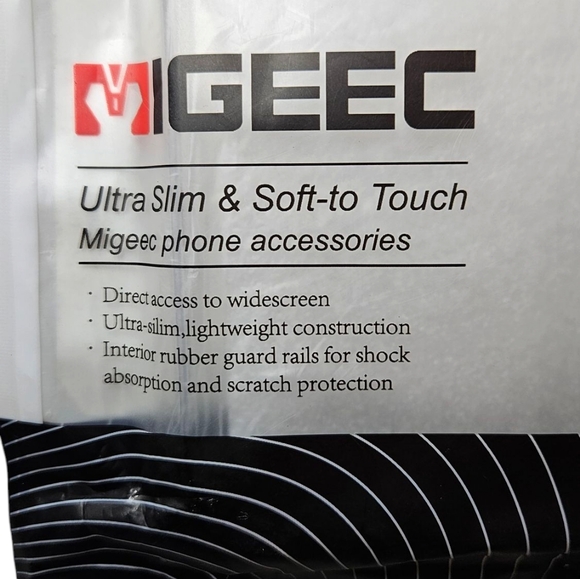 MIGEEC
Ultra Slim & Soft-to Touch
Migeec phone accessories
· Direct access to widescreen
· Ultra-silim,lightweight construction
· Interior rubber guard rails for shock
absorption and scratch protection